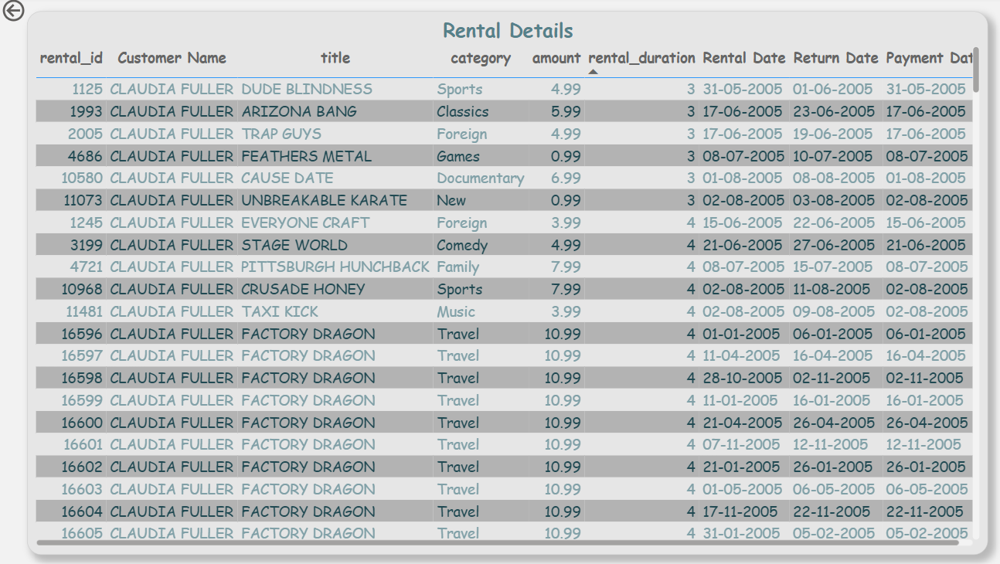 Rental Details
rental_id Customer Name title category amount rental_duration Rental Date Return Date Payment Dat
1125 CLAUDIA FULLER DUDE BLINDNESS Sports 4.99 3 31-05-2005 01-06-2005 31-05-2005
1993 CLAUDIA FULLER ARIZONA BANG Classics 5.99 3 17-06-2005 23-06-2005 17-06-2005
2005 CLAUDIA FULLER TRAP GUYS Foreign 4.99 3 17-06-2005 19-06-2005 17-06-2005
4686 CLAUDIA FULLER FEATHERS METAL Games 0.99 3 08-07-2005 10-07-2005 08-07-2005
10580 CLAUDIA FULLER CAUSE DATE Documentary 6.99 3 01-08-2005 08-08-2005 01-08-2005
11073 CLAUDIA FULLER UNBREAKABLE KARATE New 0.99 3 02-08-2005 03-08-2005 02-08-2005
1245 CLAUDIA FULLER EVERYONE CRAFT Foreign 3.99 4 15-06-2005 22-06-2005 15-06-2005
3199 CLAUDIA FULLER STAGE WORLD Comedy 4.99 4 21-06-2005 27-06-2005 21-06-2005
4721 CLAUDIA FULLER PITTSBURGH HUNCHBACK Family 7.99 4 08-07-2005 15-07-2005 08-07-2005
10968 CLAUDIA FULLER CRUSADE HONEY Sports 7.99 4 02-08-2005 11-08-2005 02-08-2005
11481 CLAUDIA FULLER TAXI KICK Music 3.99 4 02-08-2005 09-08-2005 02-08-2005
16596 CLAUDIA FULLER FACTORY DRAGON Travel 10.99 4 01-01-2005 06-01-2005 06-01-2005
16597 CLAUDIA FULLER FACTORY DRAGON Travel 10.99 4 11-04-2005 16-04-2005 16-04-2005
16598 CLAUDIA FULLER FACTORY DRAGON Travel 10.99 4 28-10-2005 02-11-2005 02-11-2005
16599 CLAUDIA FULLER FACTORY DRAGON Travel 10.99 4 11-01-2005 16-01-2005 16-01-2005
16600 CLAUDIA FULLER FACTORY DRAGON Travel 10.99 4 21-04-2005 26-04-2005 26-04-2005
16601 CLAUDIA FULLER FACTORY DRAGON Travel 10.99 4 07-11-2005 12-11-2005 12-11-2005
16602 CLAUDIA FULLER FACTORY DRAGON Travel 10.99 4 21-01-2005 26-01-2005 26-01-2005
16603 CLAUDIA FULLER FACTORY DRAGON Travel 10.99 4 01-05-2005 06-05-2005 06-05-2005
16604 CLAUDIA FULLER FACTORY DRAGON Travel 10.99 4 17-11-2005 22-11-2005 22-11-2005
16605 CLAUDIA FULLER FACTORY DRAGON Travel 10.99 4 31-01-2005 05-02-2005 05-02-2005